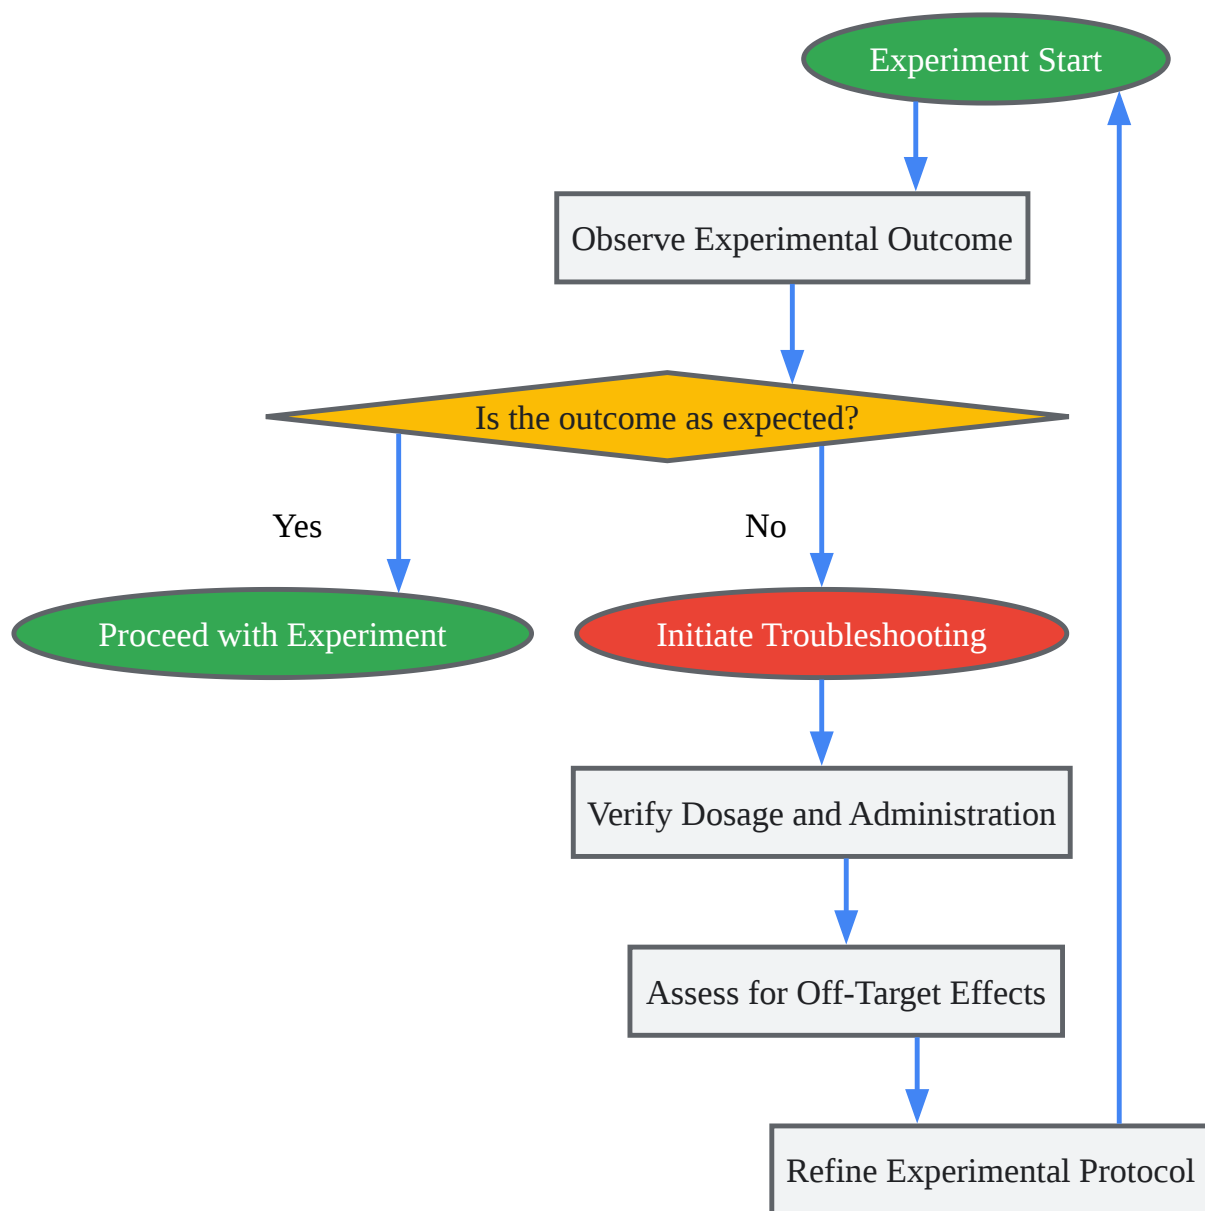 Experiment Start
Observe Experimental Outcome
Is the outcome as expected?
Yes
No
Proceed with Experiment
Initiate Troubleshooting
Verify Dosage and Administration
Assess for Off-Target Effects
Refine Experimental Protocol